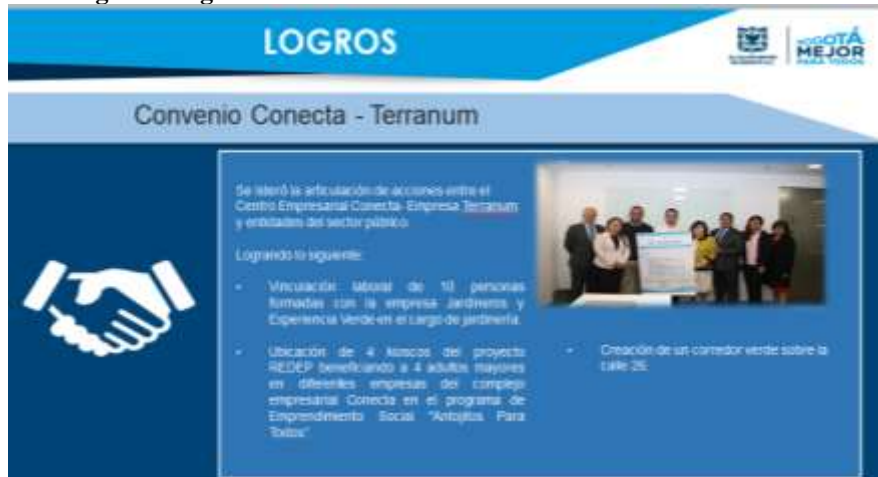 LOGROS
BOGOTÁ
MEJOR
PARA TODOS
Convenio Conecta - Terranum
Se lideró la articulación de acciones entre el
Centro Empresarial Conecta- Empresa Terranum
y entidades del sector público.
Logrando lo siguiente:
- Vinculación laboral de 10 personas
formadas con la empresa Jardineros y
Experiencia Verde en el cargo de jardinería.
- Ubicación de 4 kioscos del proyecto
REDEP beneficiando a 4 adultos mayores
en diferentes empresas del complejo
empresarial Conecta en el programa de
Emprendimiento Social "Antojitos Para
Todos".
- Creación de un corredor verde sobre la
calle 26.